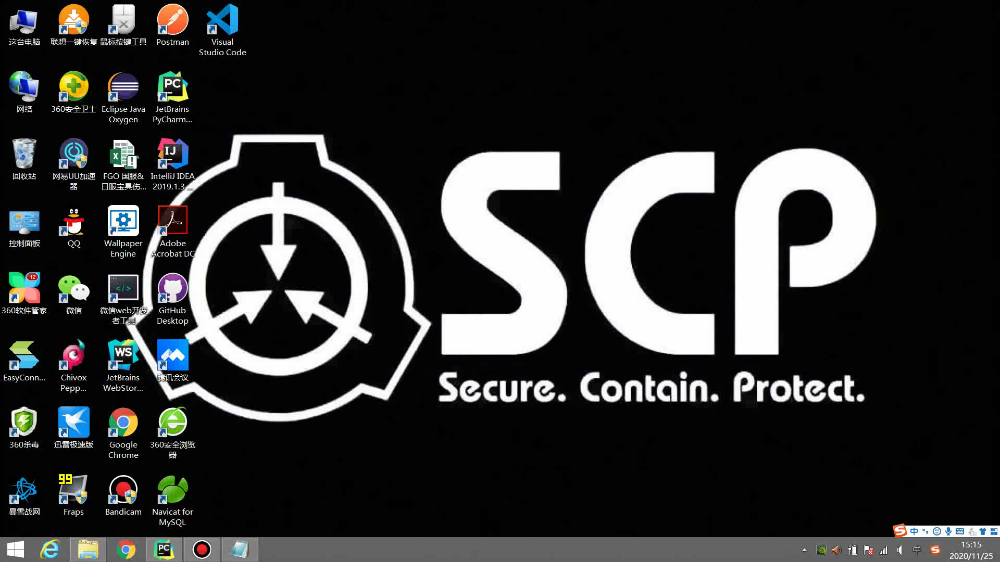 这台电脑
联想一键恢复
鼠标按键工具
Postman
Visual
Studio Code
网络
360安全卫士
Eclipse Java
Oxygen
PC
JetBrains
PyCharm...
回收站
网易UU加速
器
X
FGO 国服&
日服宝具伤...
IJ
IntelliJ IDEA
2019.1.3 ...
控制面板
QQ
Wallpaper
Engine
Adobe
Acrobat DC
12
360软件管家
微信
</>
微信web开发
者工具
GitHub
Desktop
EasyConn...
Chivox
Pepp...
WS
JetBrains
WebStor...
腾讯会议
360杀毒
迅雷极速版
Google
Chrome
360安全浏览
器
暴雪战网
99
Fraps
Bandicam
Navicat for
MySQL
SCP
Secure. Contain. Protect.
S 中
PC
中 S
15:15
2020/11/25